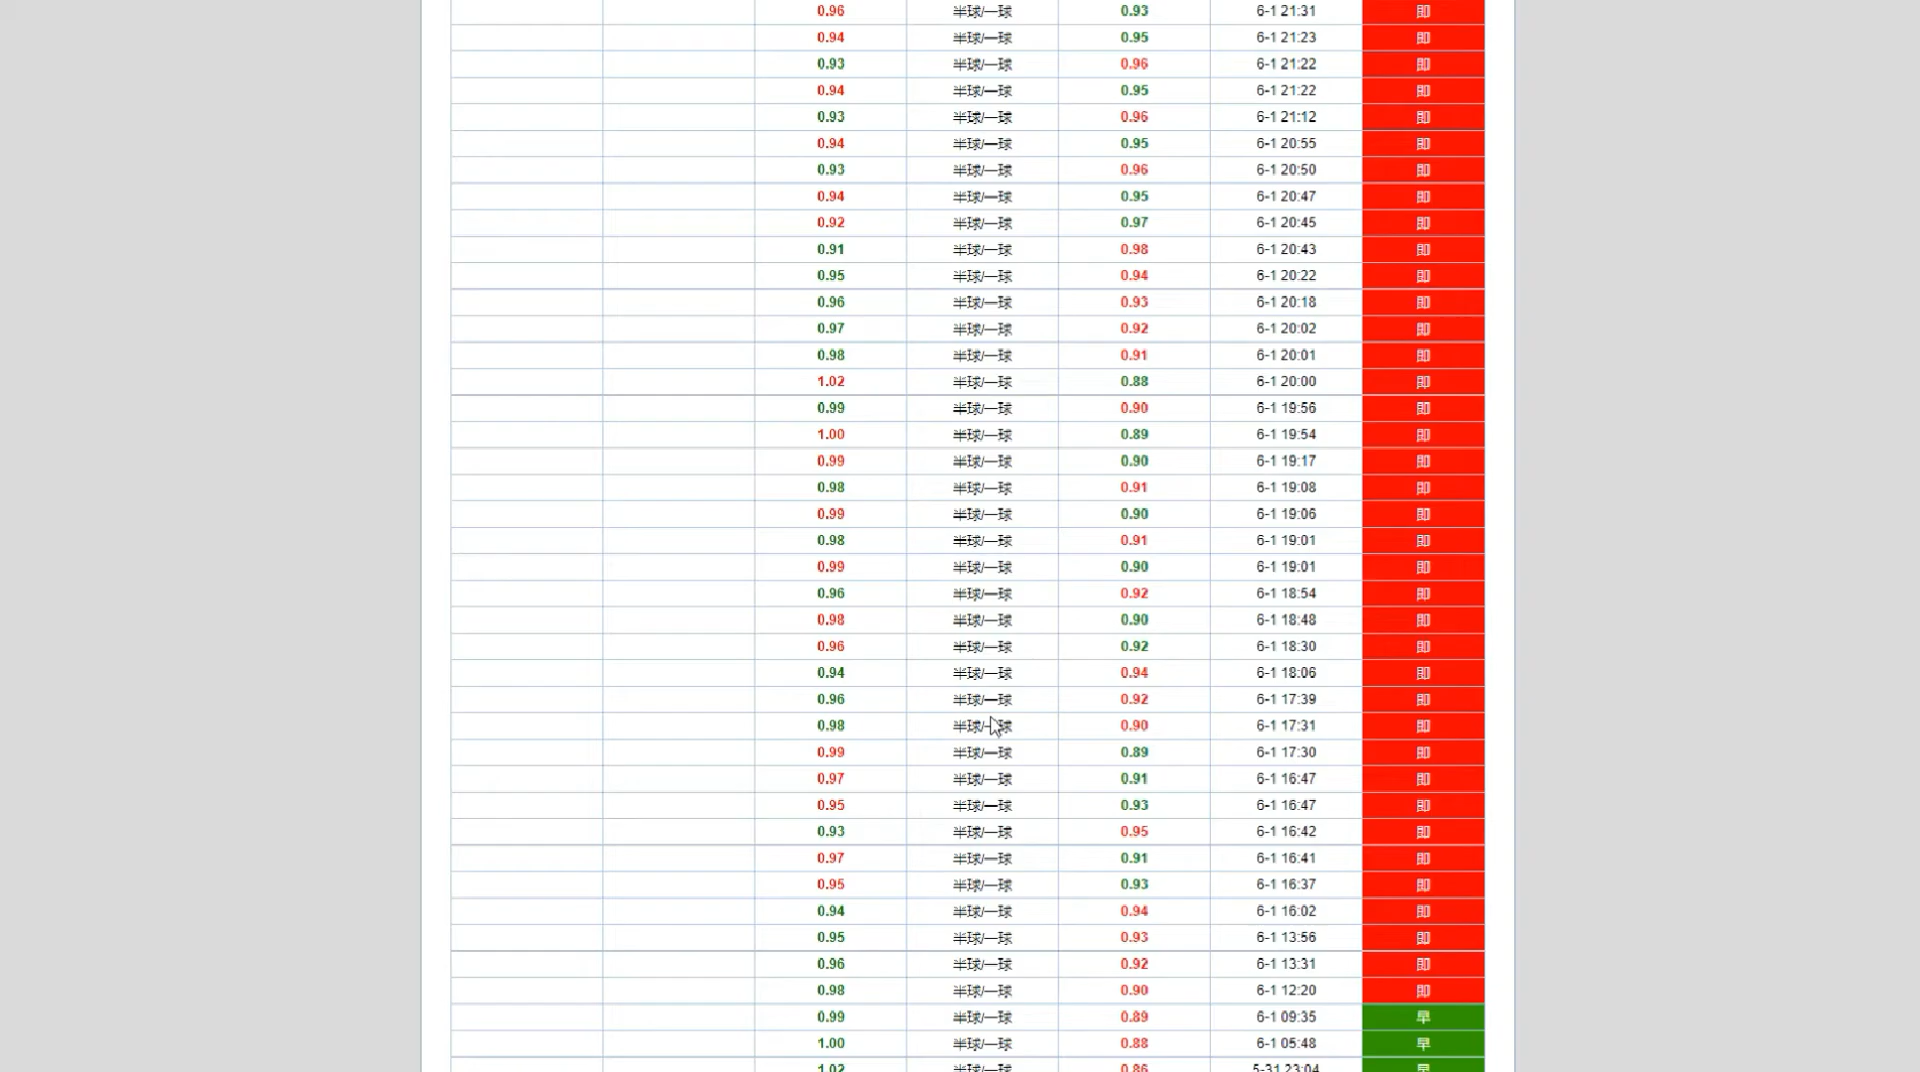 0.96 半球/一球 0.93 6-1 21:31 即
0.94 半球/一球 0.95 6-1 21:23 即
0.93 半球/一球 0.96 6-1 21:22 即
0.94 半球/一球 0.95 6-1 21:22 即
0.93 半球/一球 0.96 6-1 21:12 即
0.94 半球/一球 0.95 6-1 20:55 即
0.93 半球/一球 0.96 6-1 20:50 即
0.94 半球/一球 0.95 6-1 20:47 即
0.92 半球/一球 0.97 6-1 20:45 即
0.91 半球/一球 0.98 6-1 20:43 即
0.95 半球/一球 0.94 6-1 20:22 即
0.96 半球/一球 0.93 6-1 20:18 即
0.97 半球/一球 0.92 6-1 20:02 即
0.98 半球/一球 0.91 6-1 20:01 即
1.02 半球/一球 0.88 6-1 20:00 即
0.99 半球/一球 0.90 6-1 19:56 即
1.00 半球/一球 0.89 6-1 19:54 即
0.99 半球/一球 0.90 6-1 19:17 即
0.98 半球/一球 0.91 6-1 19:08 即
0.99 半球/一球 0.90 6-1 19:06 即
0.98 半球/一球 0.91 6-1 19:01 即
0.99 半球/一球 0.90 6-1 19:01 即
0.96 半球/一球 0.92 6-1 18:54 即
0.98 半球/一球 0.90 6-1 18:48 即
0.96 半球/一球 0.92 6-1 18:30 即
0.94 半球/一球 0.94 6-1 18:06 即
0.96 半球/一球 0.92 6-1 17:39 即
0.98 半球/一球 0.90 6-1 17:31 即
0.99 半球/一球 0.89 6-1 17:30 即
0.97 半球/一球 0.91 6-1 16:47 即
0.95 半球/一球 0.93 6-1 16:47 即
0.93 半球/一球 0.95 6-1 16:42 即
0.97 半球/一球 0.91 6-1 16:41 即
0.95 半球/一球 0.93 6-1 16:37 即
0.94 半球/一球 0.94 6-1 16:02 即
0.95 半球/一球 0.93 6-1 13:56 即
0.96 半球/一球 0.92 6-1 13:31 即
0.98 半球/一球 0.90 6-1 12:20 即
0.99 半球/一球 0.89 6-1 09:35 早
1.00 半球/一球 0.88 6-1 05:48 早
1.02 半球/一球 0.86 5-31 23:04 早